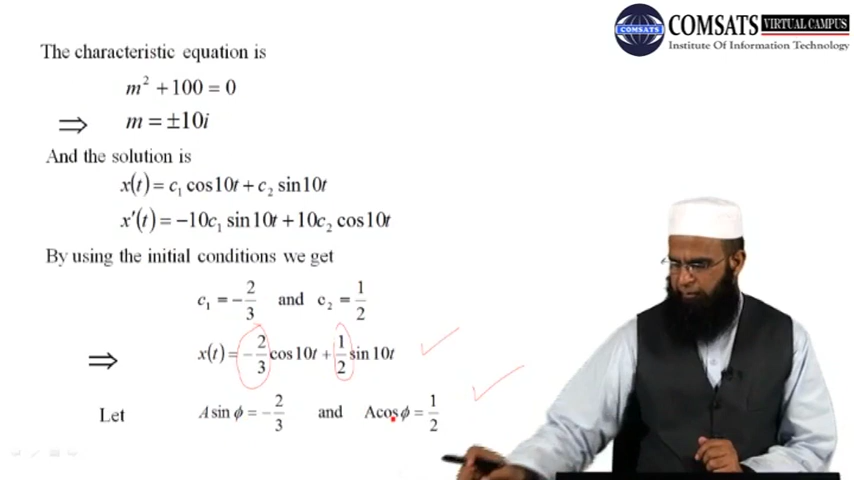 COMSATS VIRTUAL CAMPUS
COMSATS
Institute Of Information Technology
The characteristic equation is
m² + 100 = 0
⇒ m = ±10i
And the solution is
x(t) = c₁ cos10t + c₂ sin10t
x′(t) = −10c₁ sin10t + 10c₂ cos10t
By using the initial conditions we get
c₁ = −2/3 and c₂ = 1/2
⇒ x(t) = −2/3 cos10t + 1/2 sin10t
Let A sin ϕ = −2/3 and Acos ϕ = 1/2